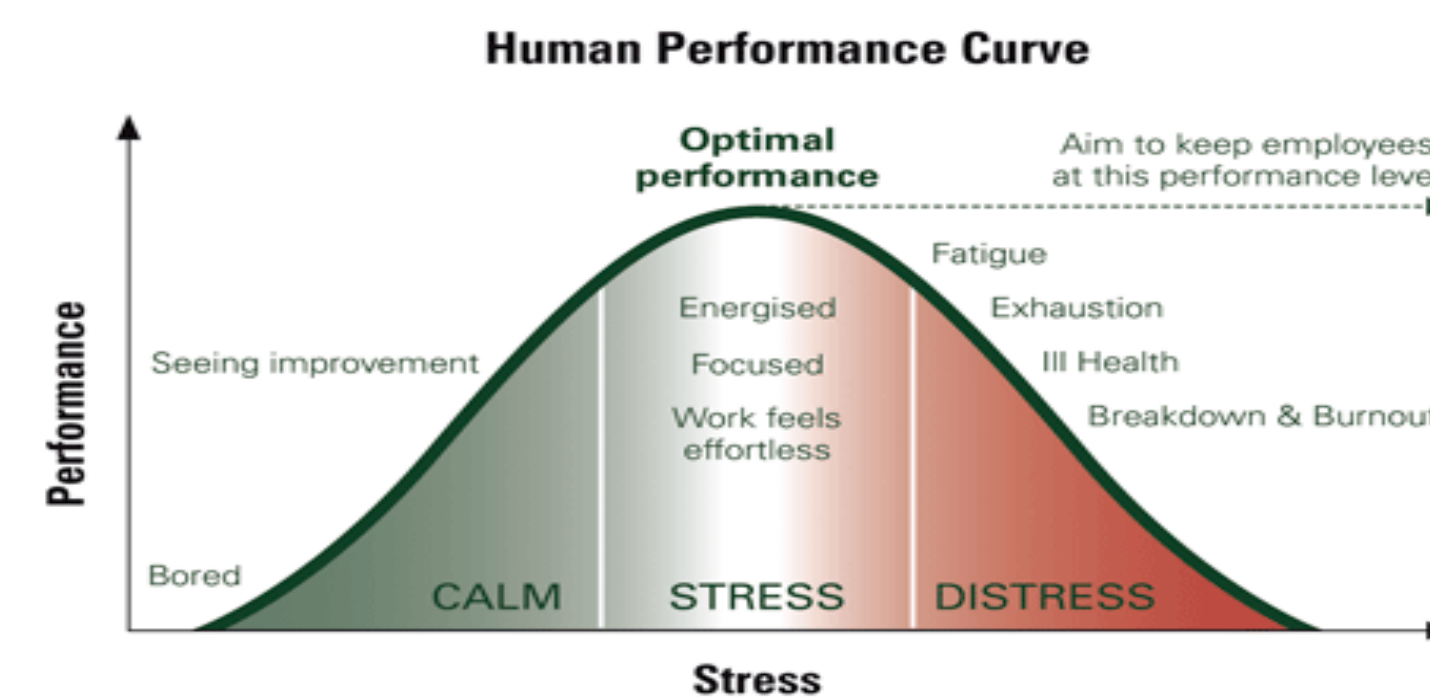 Human Performance Curve
Optimal
performance
Aim to keep employees
at this performance leve
Fatigue
Energised
Exhaustion
Seeing improvement
Focused
Ill Health
Work feels
effortless
Breakdown & Burnout
Performance
Bored
CALM
STRESS
DISTRESS
Stress